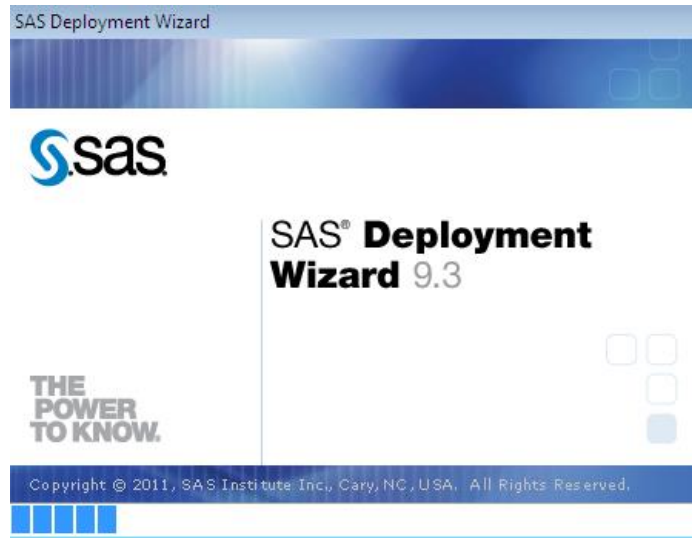 SAS Deployment Wizard
sas
SAS® Deployment
Wizard 9.3
THE
POWER
TO KNOW.
Copyright © 2011, SAS Institute Inc., Cary, NC, USA. All Rights Reserved.